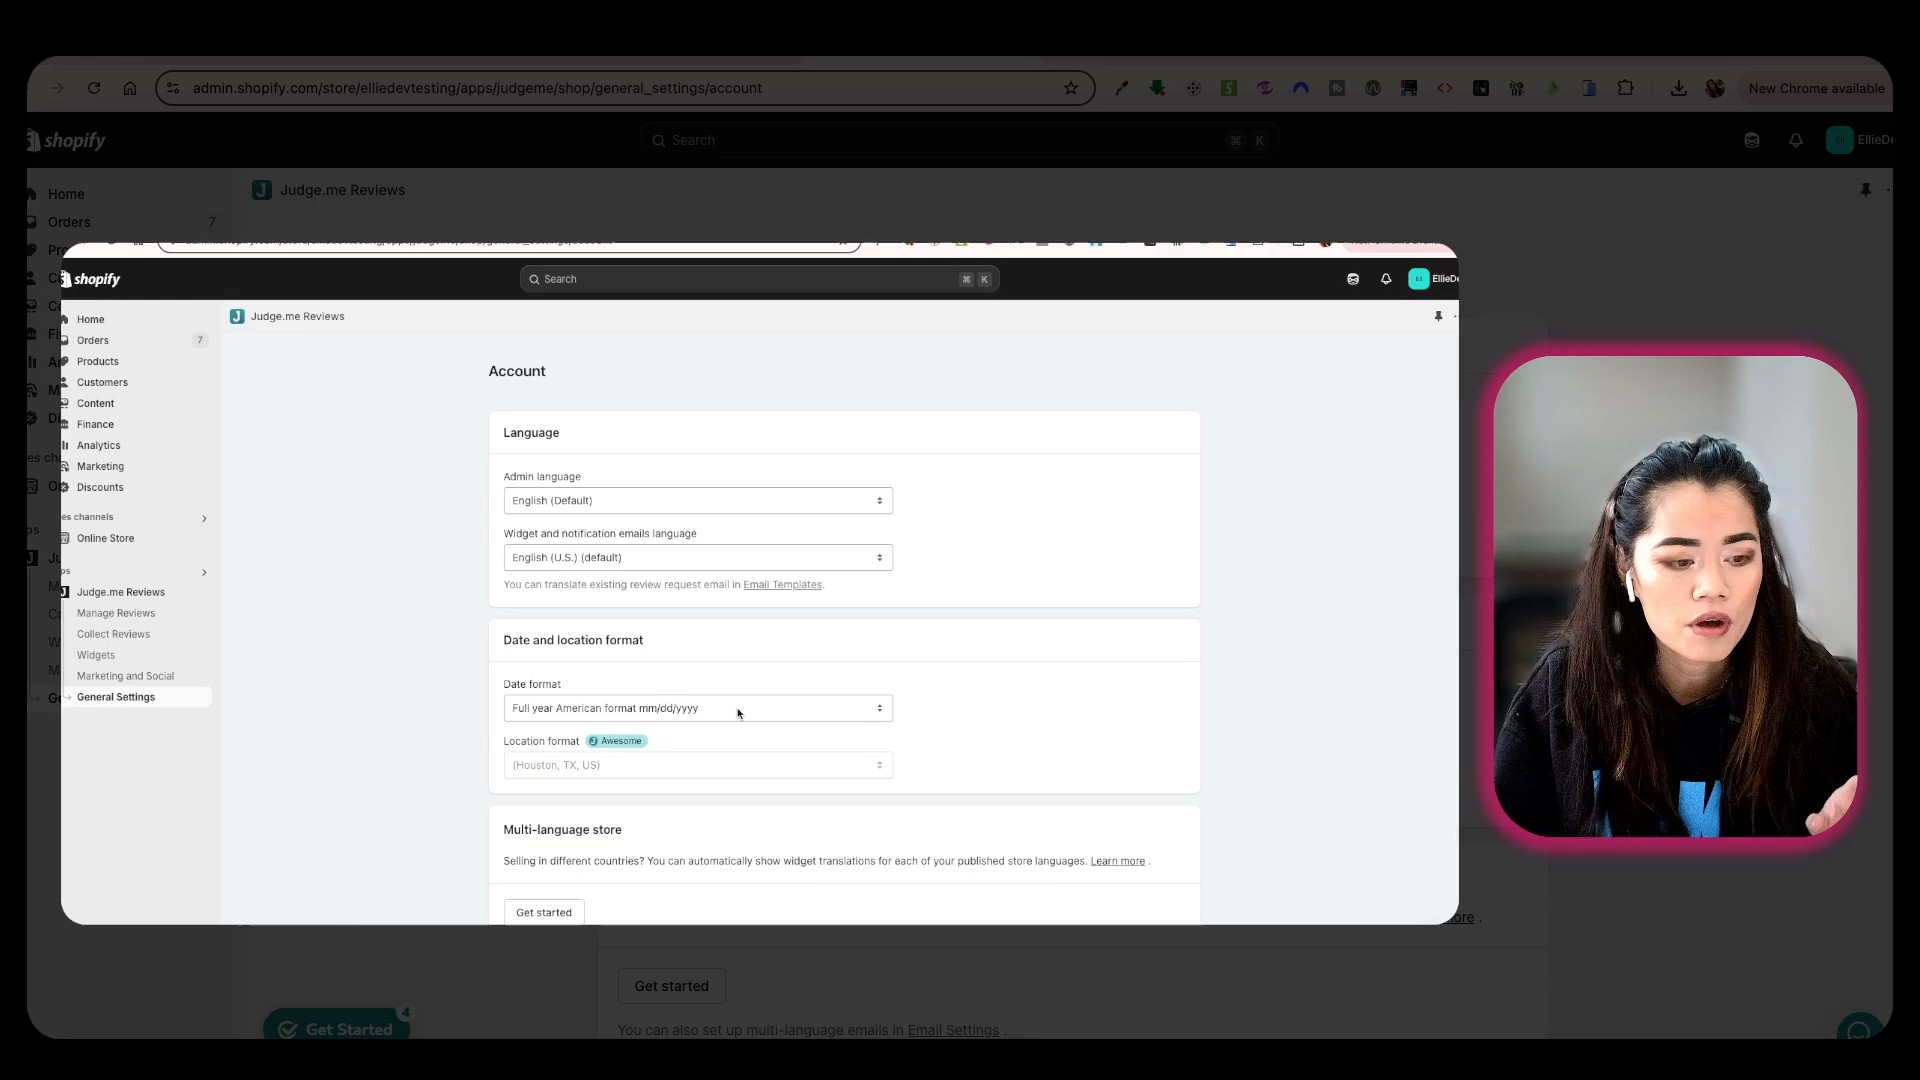 admin.shopify.com/store/elliedevtesting/apps/judgeme/shop/general_settings/account
New Chrome available
shopify
Search
⌘ K
Ell
EllieDe
Home
Judge.me Reviews
Orders
7
shopify
Search
⌘ K
EllieDe
Home
Orders
7
Products
Customers
Content
Finance
Analytics
Marketing
Discounts
es channels
Online Store
ps
Judge.me Reviews
Manage Reviews
Collect Reviews
Widgets
Marketing and Social
General Settings
Judge.me Reviews
Account
Language
Admin language
English (Default)
Widget and notification emails language
English (U.S.) (default)
You can translate existing review request email in Email Templates.
Date and location format
Date format
Full year American format mm/dd/yyyy
Location format
Awesome
(Houston, TX, US)
Multi-language store
Selling in different countries? You can automatically show widget translations for each of your published store languages. Learn more .
Get started
ore .
Get started
Get Started
4
You can also set up multi-language emails in Email Settings .